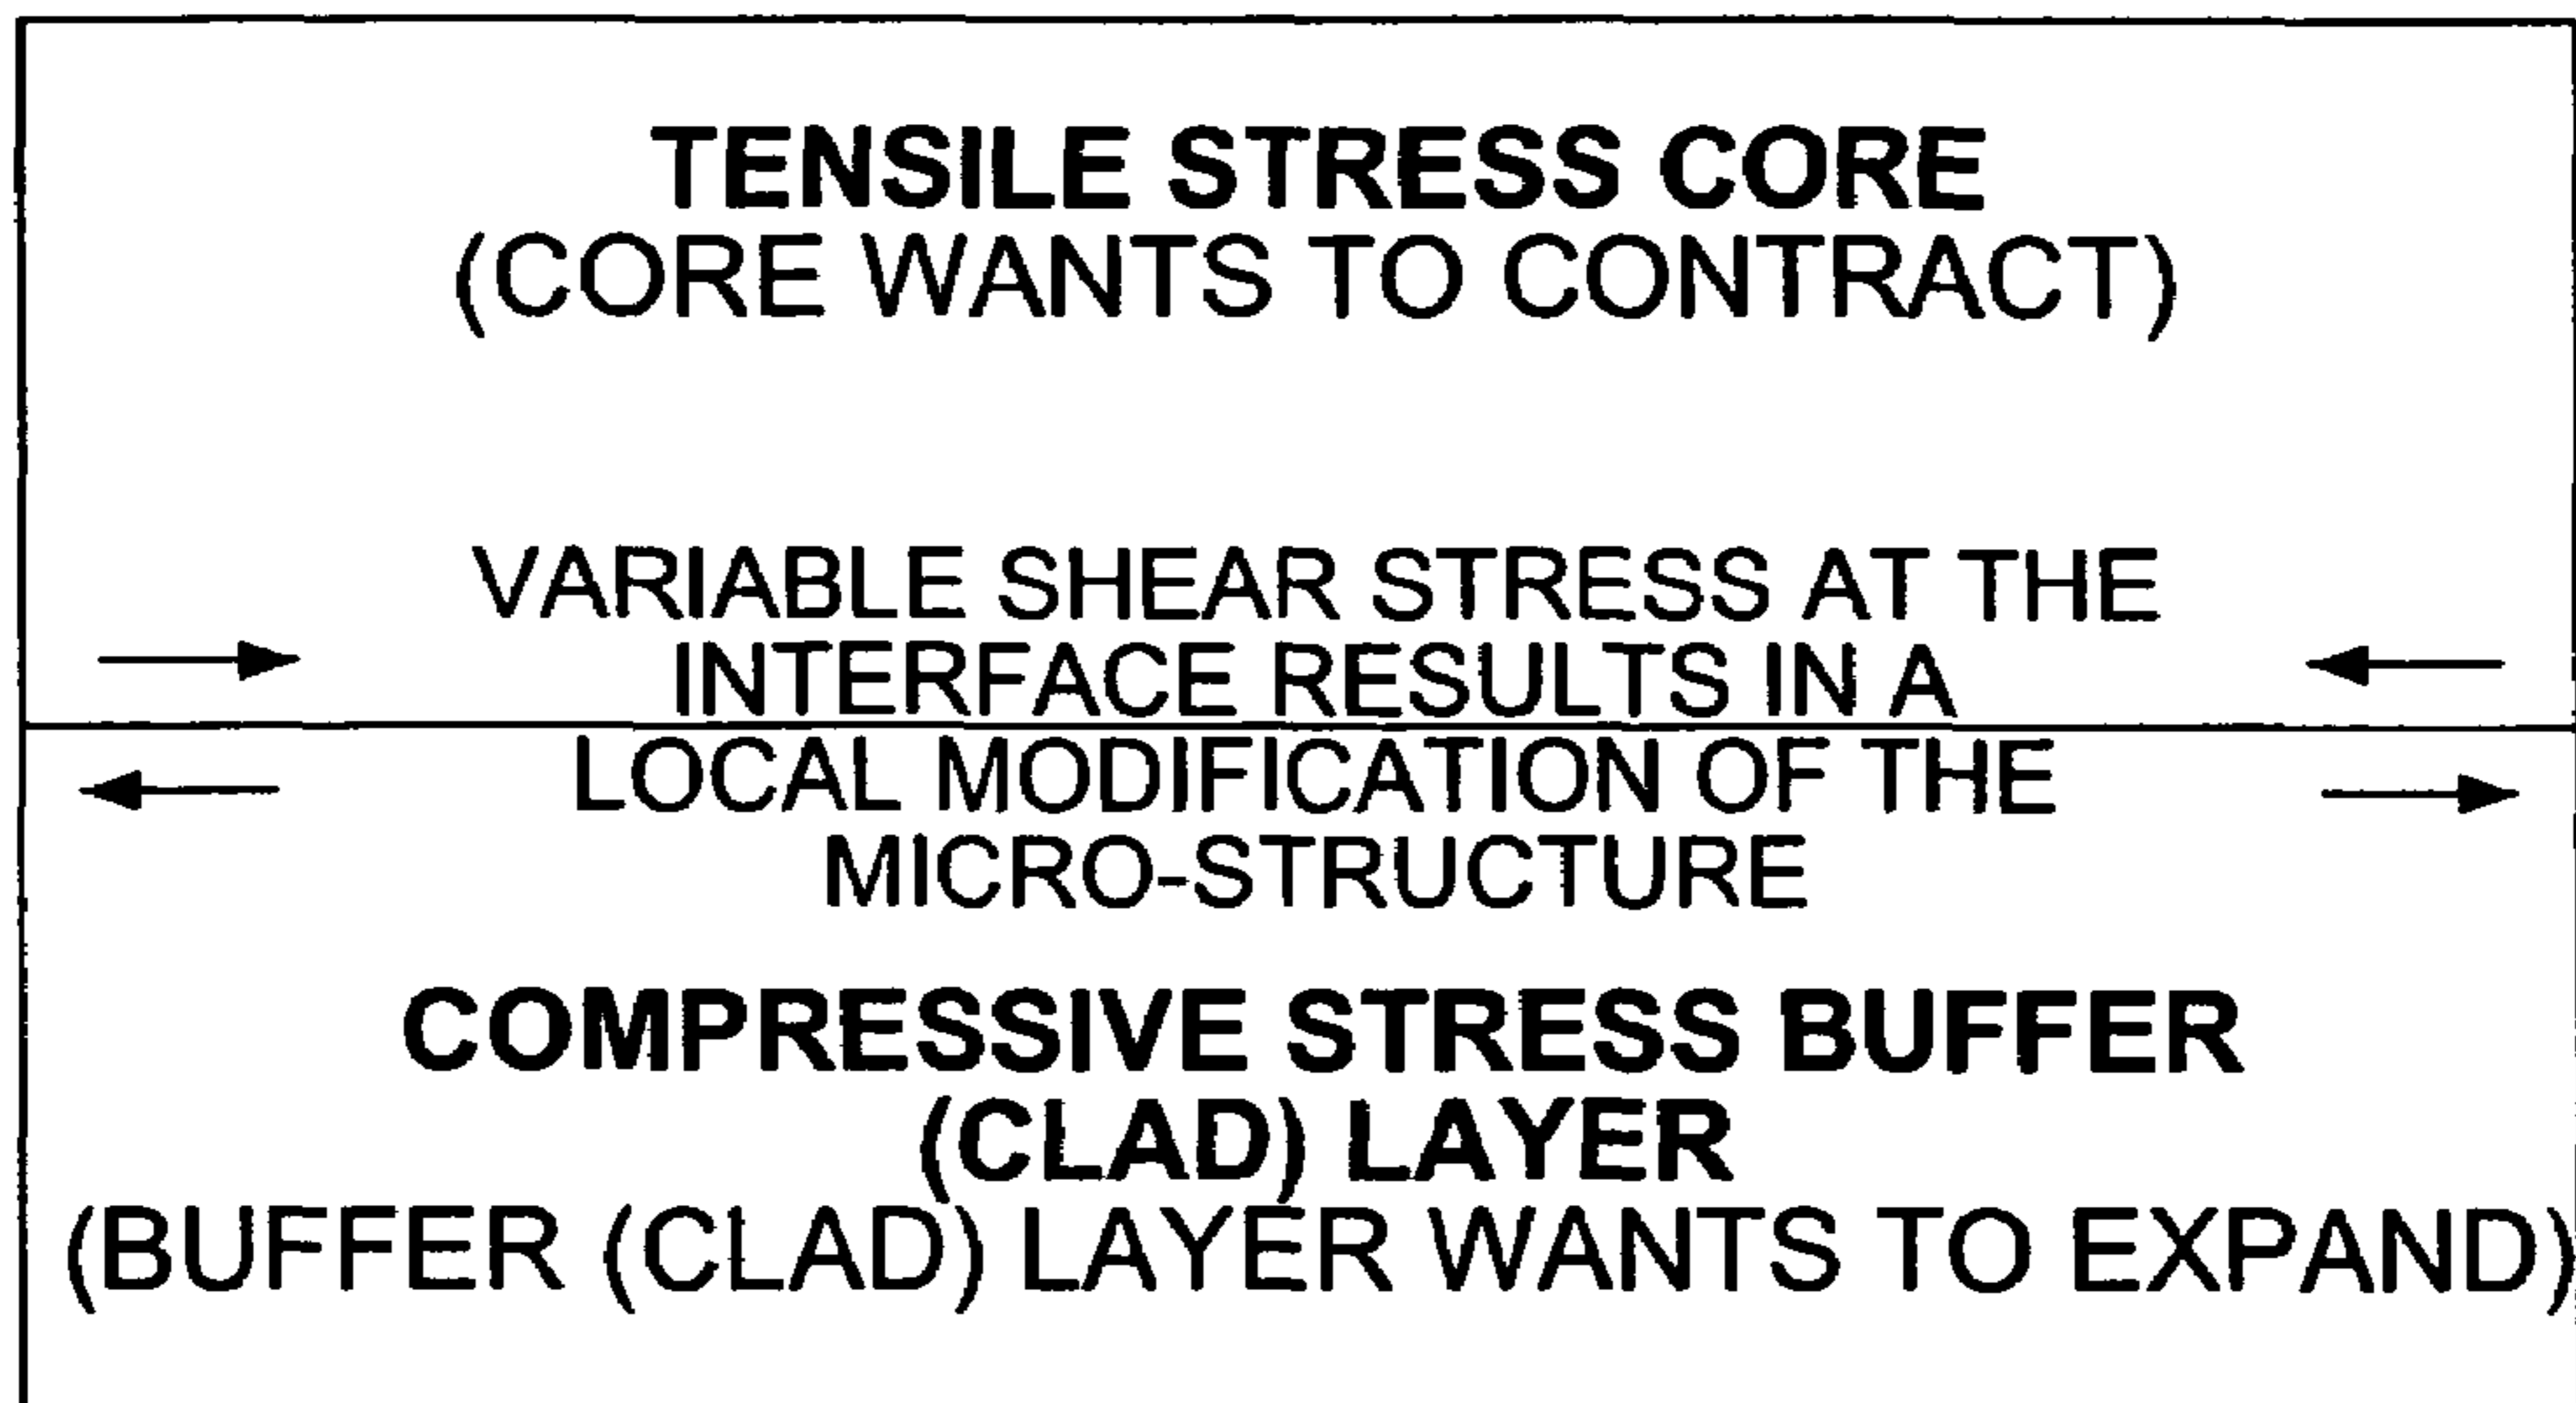 TENSILE STRESS CORE
(CORE WANTS TO CONTRACT)
VARIABLE SHEAR STRESS AT THE
INTERFACE RESULTS IN A
LOCAL MODIFICATION OF THE
MICRO-STRUCTURE
COMPRESSIVE STRESS BUFFER
(CLAD) LAYER
(BUFFER (CLAD) LAYER WANTS TO EXPAND)